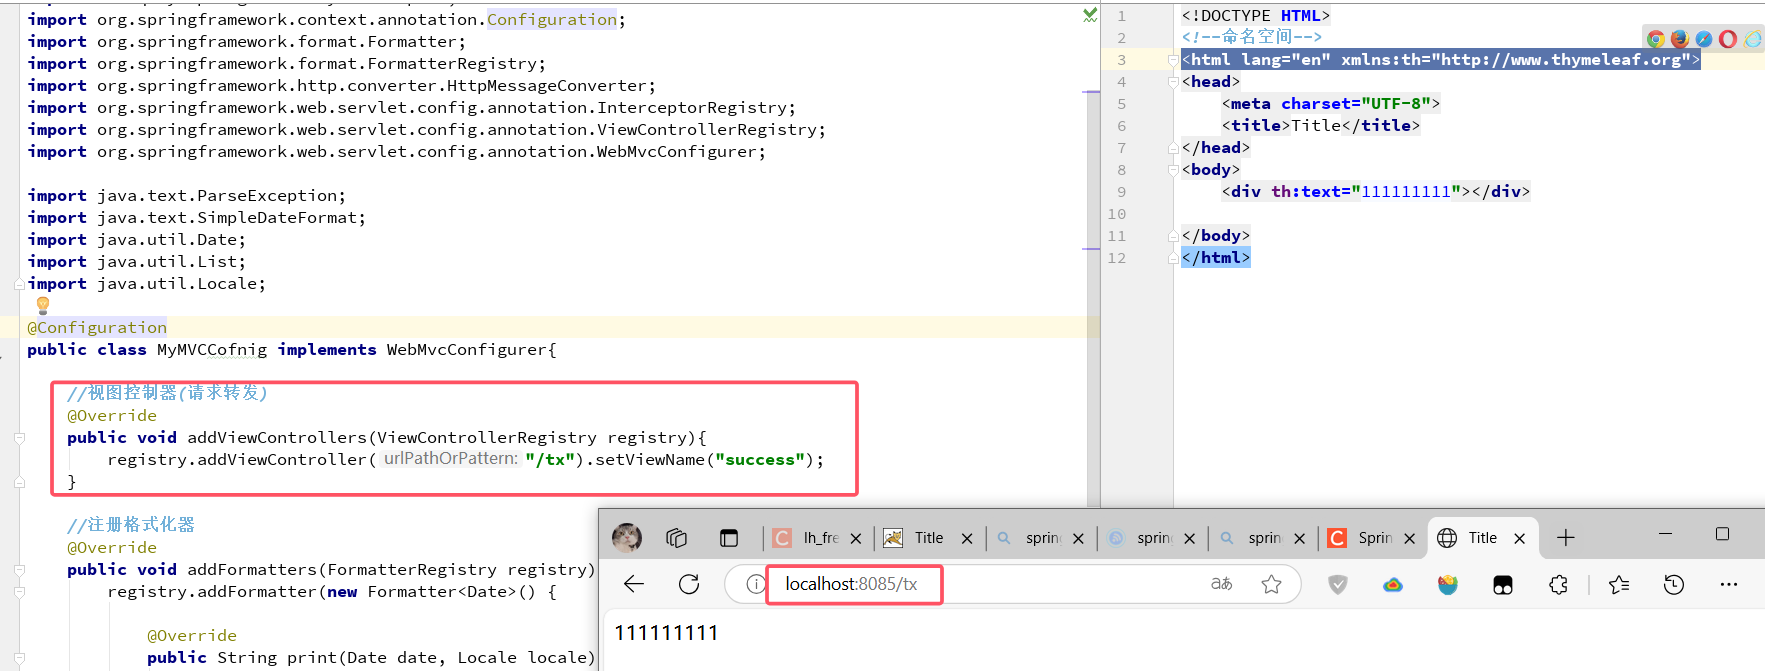 import org.springframework.context.annotation.Configuration;
import org.springframework.format.Formatter;
import org.springframework.format.FormatterRegistry;
import org.springframework.http.converter.HttpMessageConverter;
import org.springframework.web.servlet.config.annotation.InterceptorRegistry;
import org.springframework.web.servlet.config.annotation.ViewControllerRegistry;
import org.springframework.web.servlet.config.annotation.WebMvcConfigurer;
import java.text.ParseException;
import java.text.SimpleDateFormat;
import java.util.Date;
import java.util.List;
import java.util.Locale;
@Configuration
public class MyMVCCofnig implements WebMvcConfigurer{
//视图控制器(请求转发)
@Override
public void addViewControllers(ViewControllerRegistry registry){
registry.addViewController( urlPathOrPattern: "/tx").setViewName("success");
}
//注册格式化器
@Override
public void addFormatters(FormatterRegistry registry)
registry.addFormatter(new Formatter<Date>() {
@Override
public String print(Date date, Locale locale)
1 <!DOCTYPE HTML>
2 <!--命名空间-->
3 <html lang="en" xmlns:th="http://www.thymeleaf.org">
4 <head>
5 <meta charset="UTF-8">
6 <title>Title</title>
7 </head>
8 <body>
9 <div th:text="111111111"></div>
10
11 </body>
12 </html>
lh_fre Title spring spring sprin Sprin Title
localhost:8085/tx
111111111